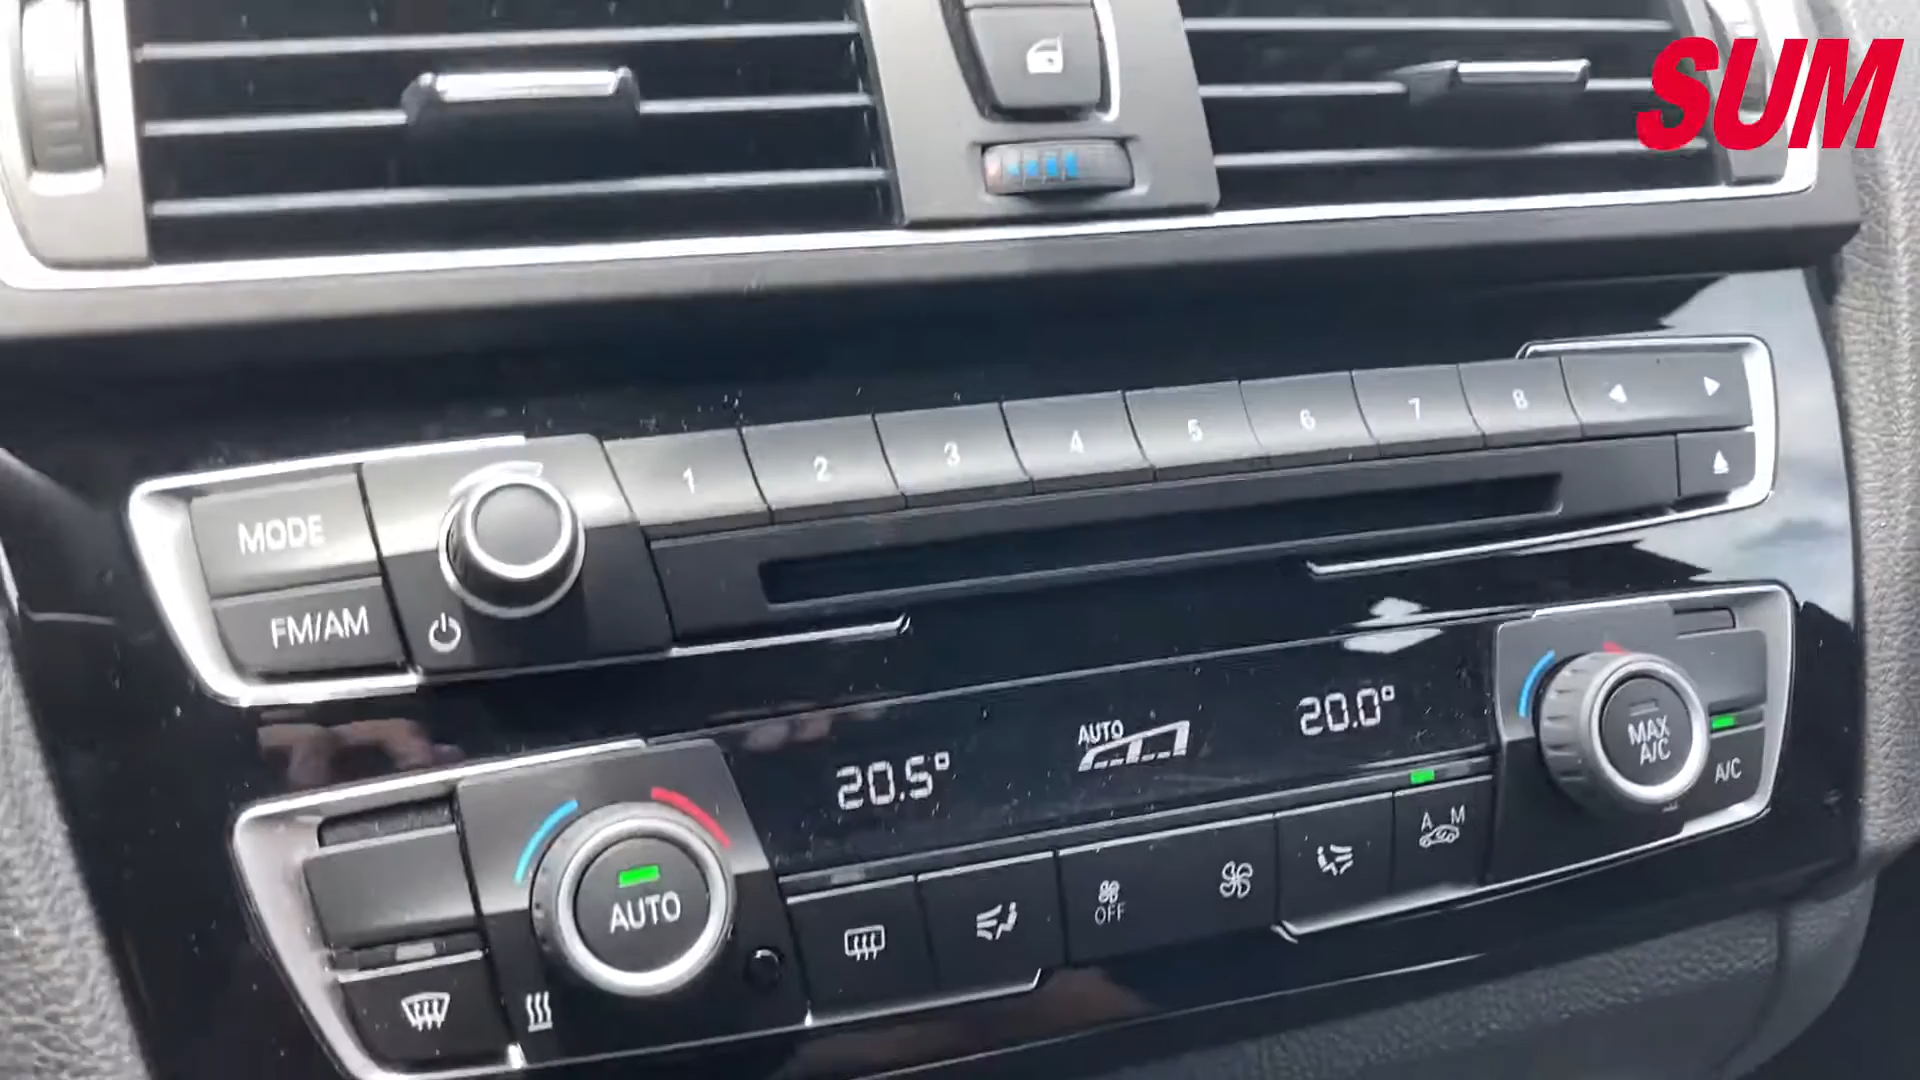 SUM
1 2 3 4 5 6 7 8
MODE
FM/AM
20.5°
AUTO
20.0°
MAX
A/C
A/C
AUTO
OFF
A M